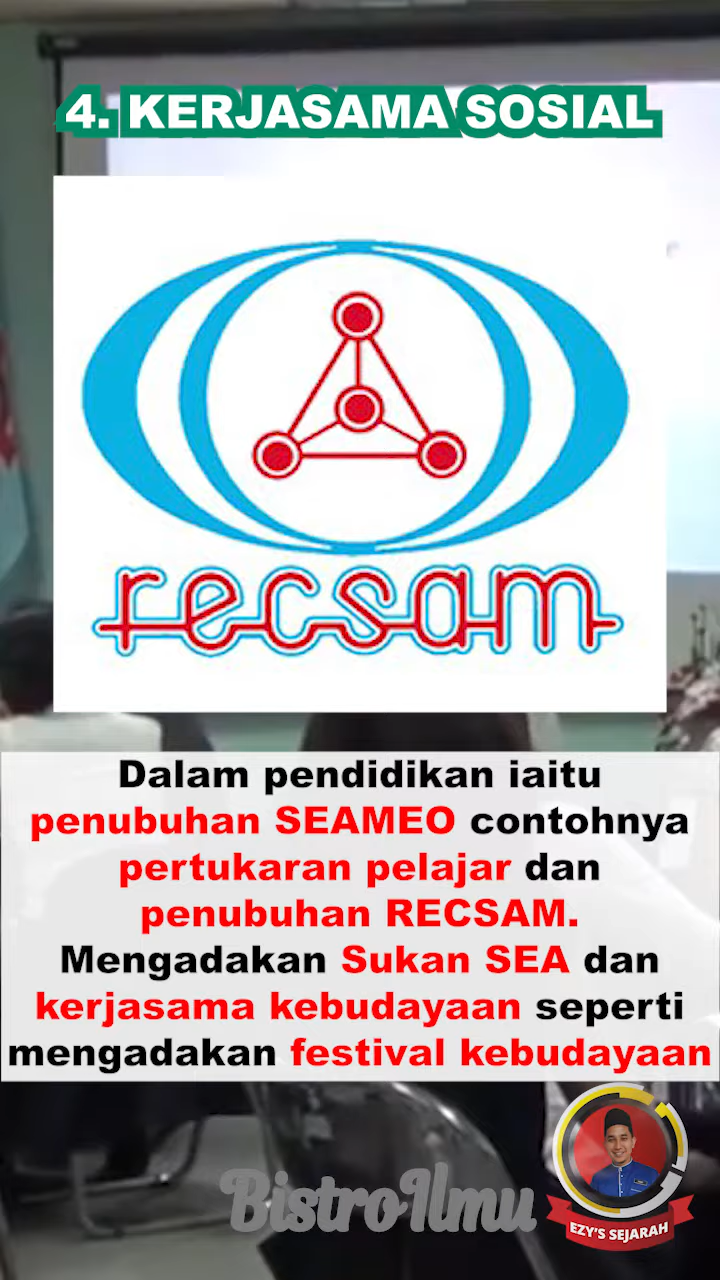 4. KERJASAMA SOSIAL
recsam
Dalam pendidikan iaitu
penubuhan SEAMEO contohnya
pertukaran pelajar dan
penubuhan RECSAM.
Mengadakan Sukan SEA dan
kerjasama kebudayaan seperti
mengadakan festival kebudayaan
BistroIlmu
EZY'S SEJARAH